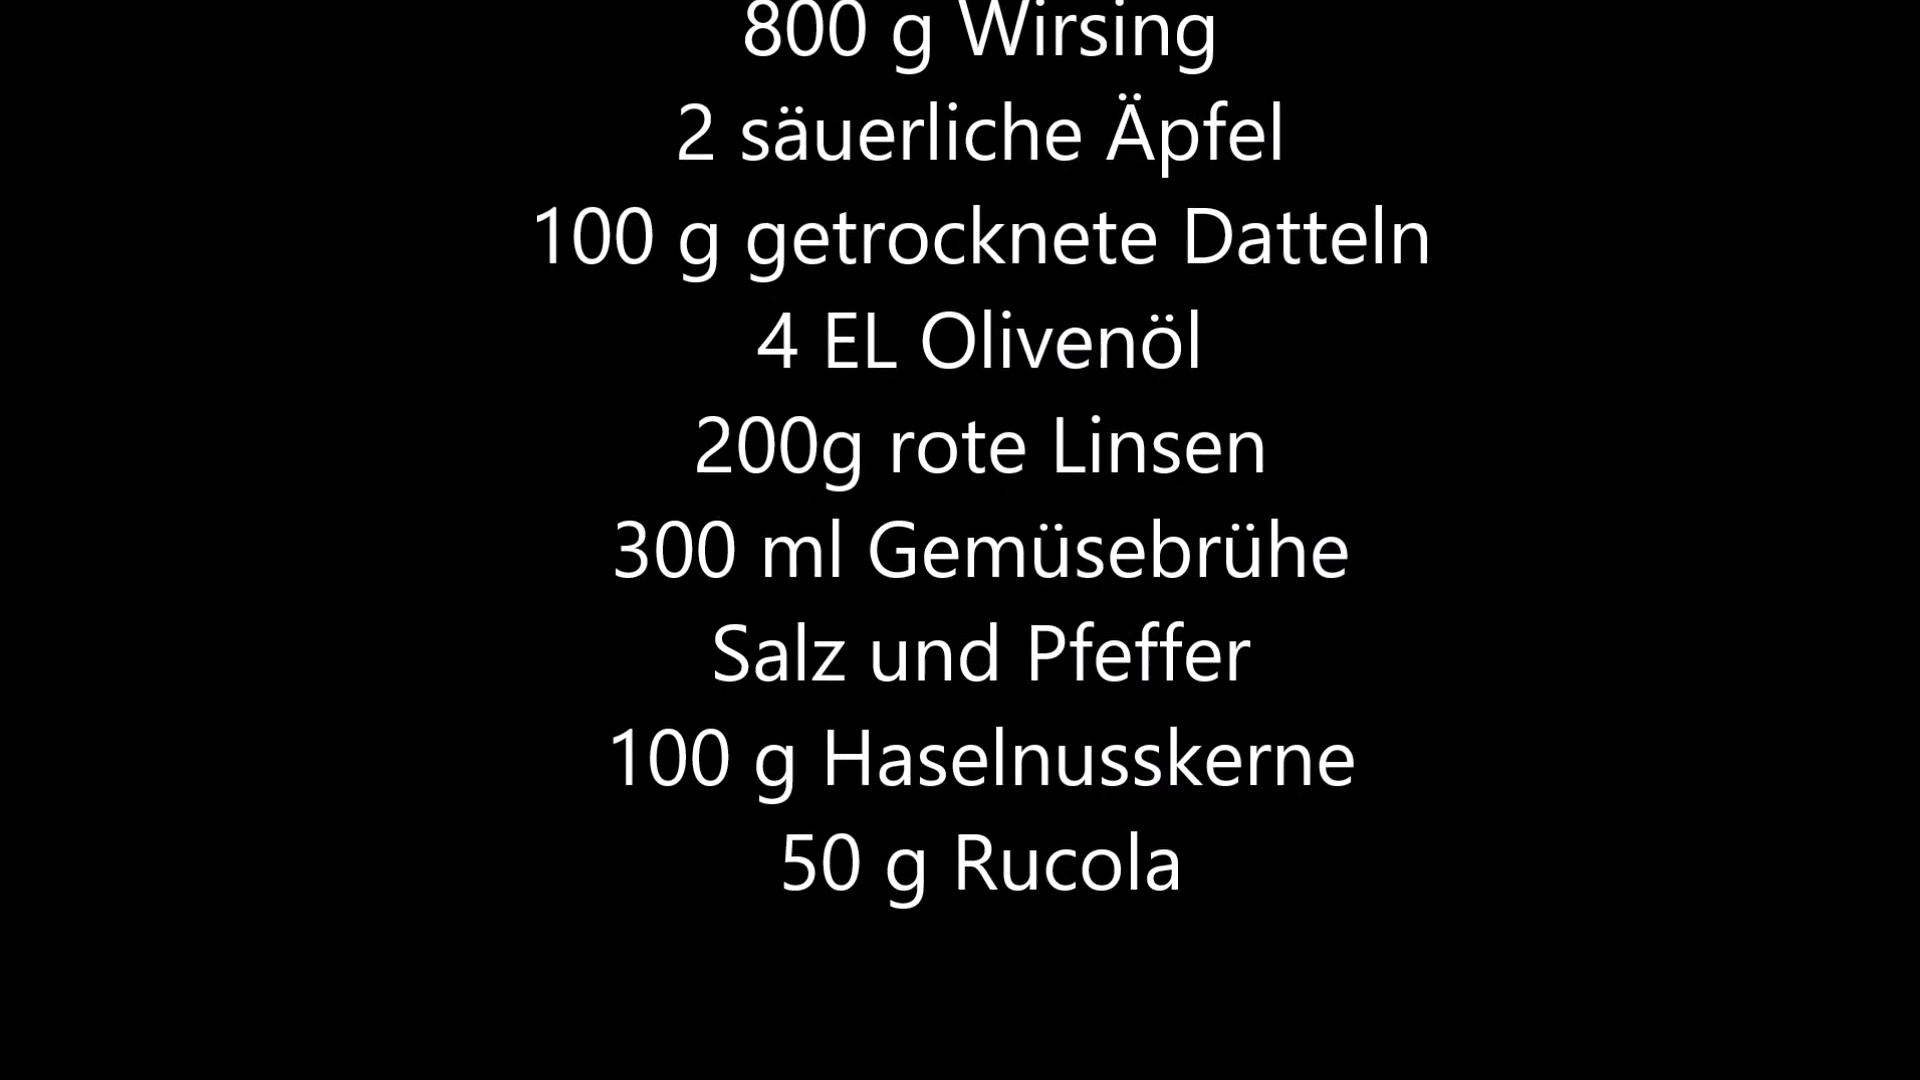 800 g Wirsing
2 säuerliche Äpfel
100 g getrocknete Datteln
4 EL Olivenöl
200g rote Linsen
300 ml Gemüsebrühe
Salz und Pfeffer
100 g Haselnusskerne
50 g Rucola